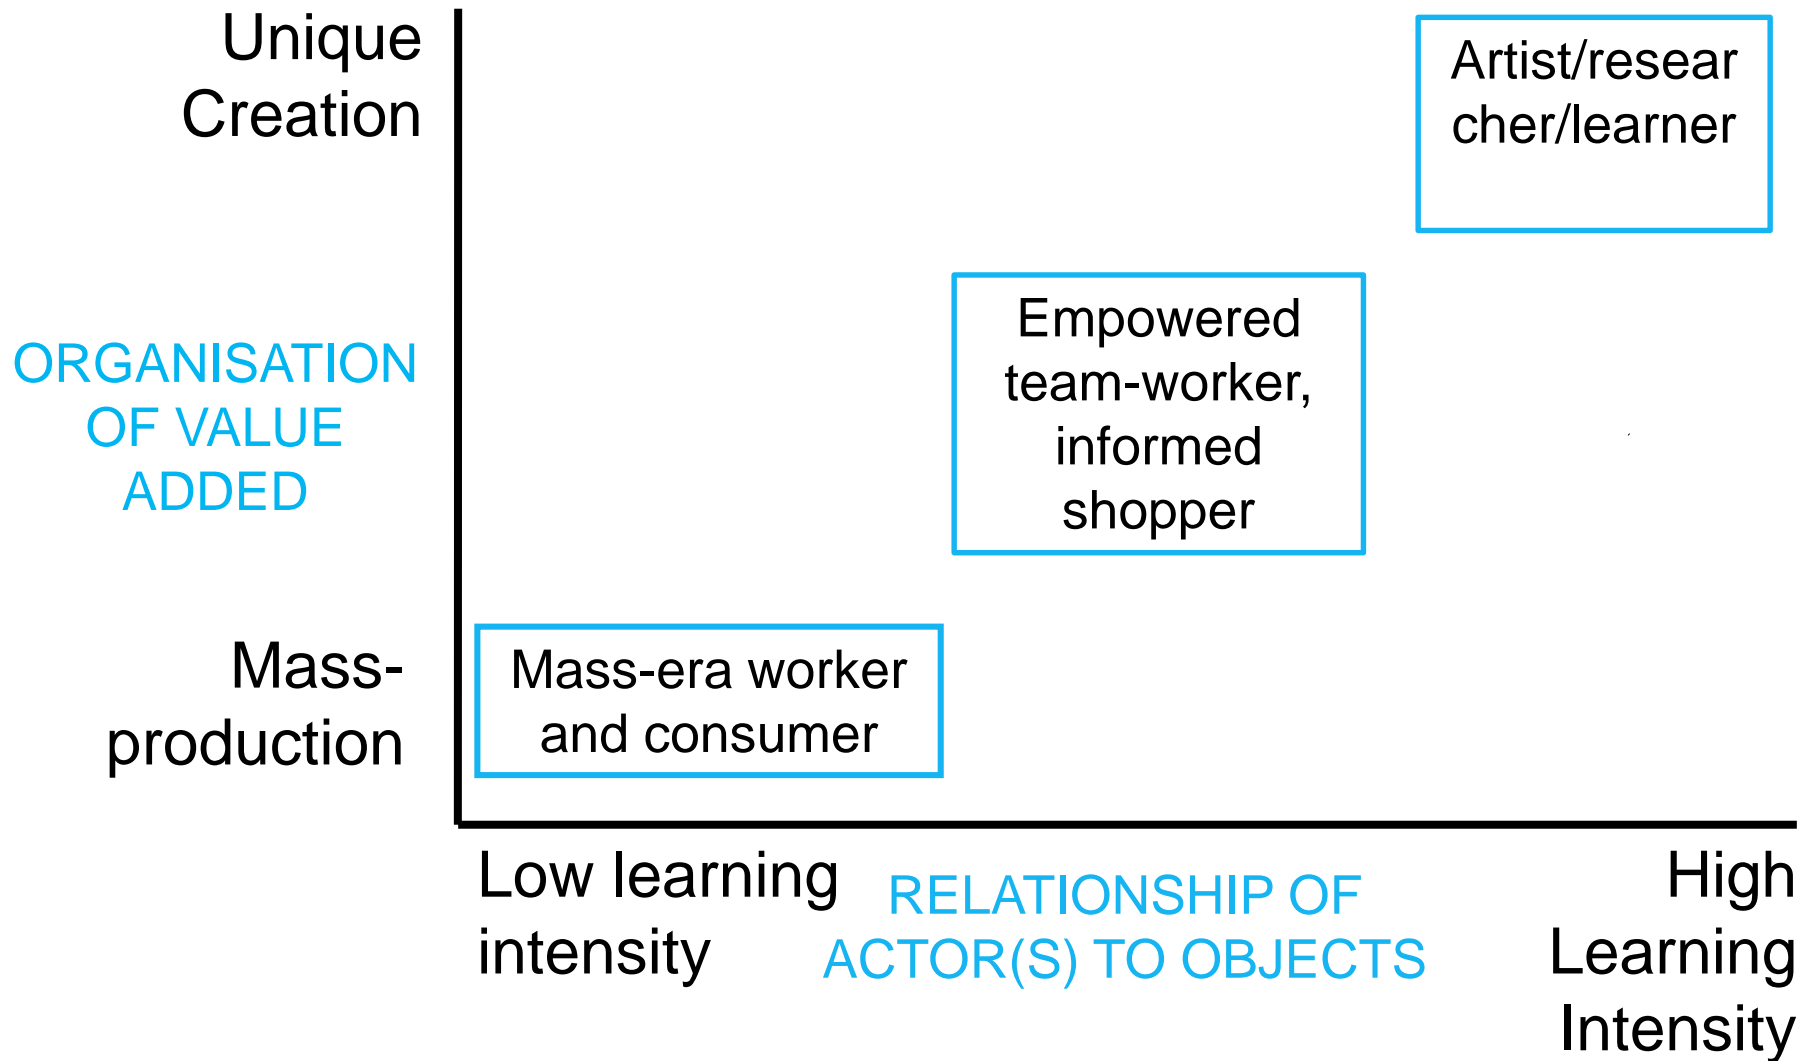 Unique
Creation
Artist/resear
cher/learner
ORGANISATION
OF VALUE
ADDED
Empowered
team-worker,
informed
shopper
Mass-
production
Mass-era worker
and consumer
Low learning
intensity
RELATIONSHIP OF
ACTOR(S) TO OBJECTS
High
Learning
Intensity